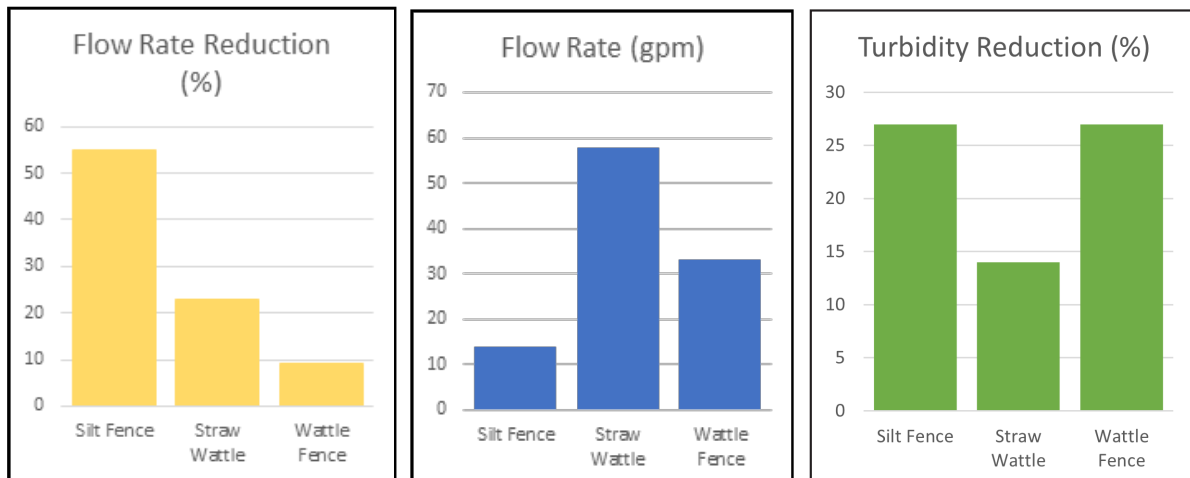 Flow Rate Reduction
(%)
60
50
40
30
20
10
0
Silt Fence
Straw
Wattle
Wattle
Fence
Flow Rate (gpm)
70
60
50
40
30
20
10
0
Silt Fence
Straw
Wattle
Wattle
Fence
Turbidity Reduction (%)
30
25
20
15
10
5
0
Silt Fence
Straw
Wattle
Wattle
Fence